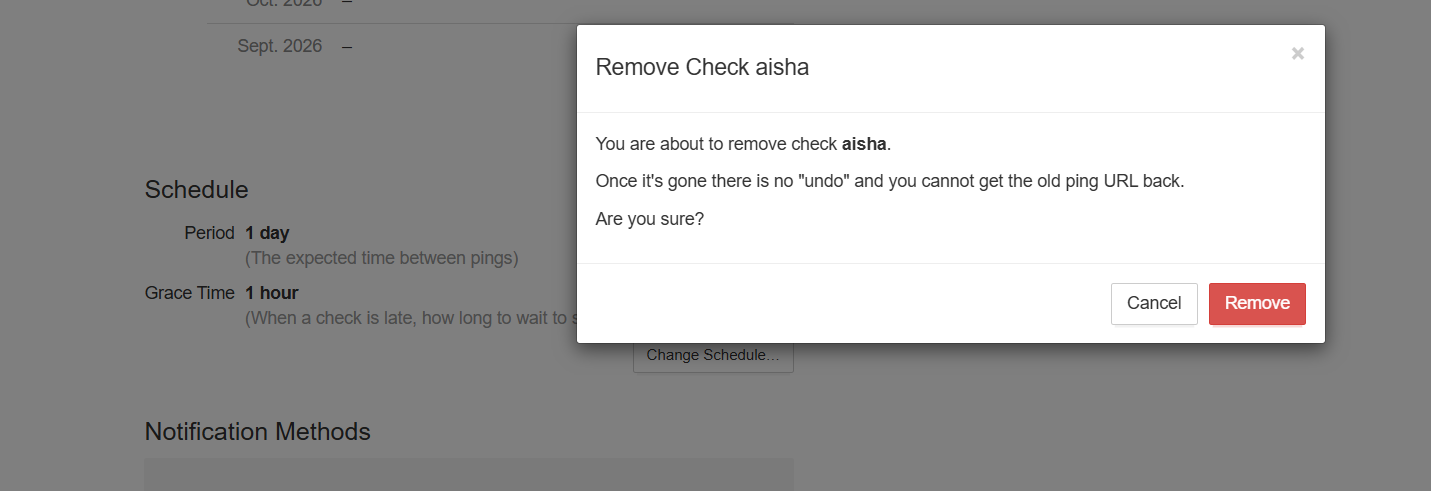 Oct. 2026 –
Sept. 2026 –
Remove Check aisha
×
You are about to remove check aisha.
Once it's gone there is no "undo" and you cannot get the old ping URL back.
Are you sure?
Cancel Remove
Schedule
Period 1 day
(The expected time between pings)
Grace Time 1 hour
(When a check is late, how long to wait to
Change Schedule...
Notification Methods